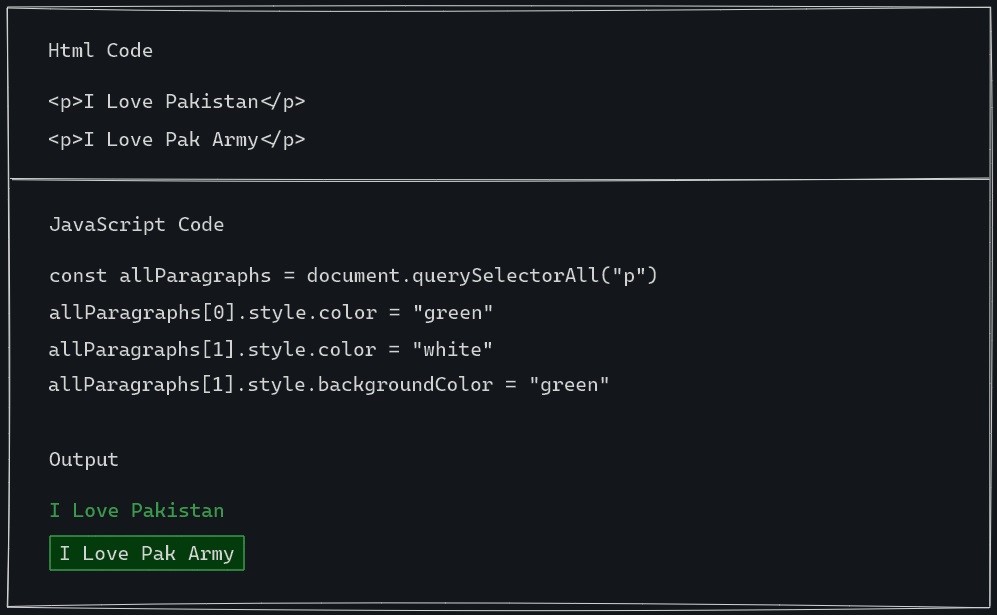 Html Code
<p>I Love Pakistan</p>
<p>I Love Pak Army</p>
JavaScript Code
const allParagraphs = document.querySelectorAll("p")
allParagraphs[0].style.color = "green"
allParagraphs[1].style.color = "white"
allParagraphs[1].style.backgroundColor = "green"
Output
I Love Pakistan
I Love Pak Army